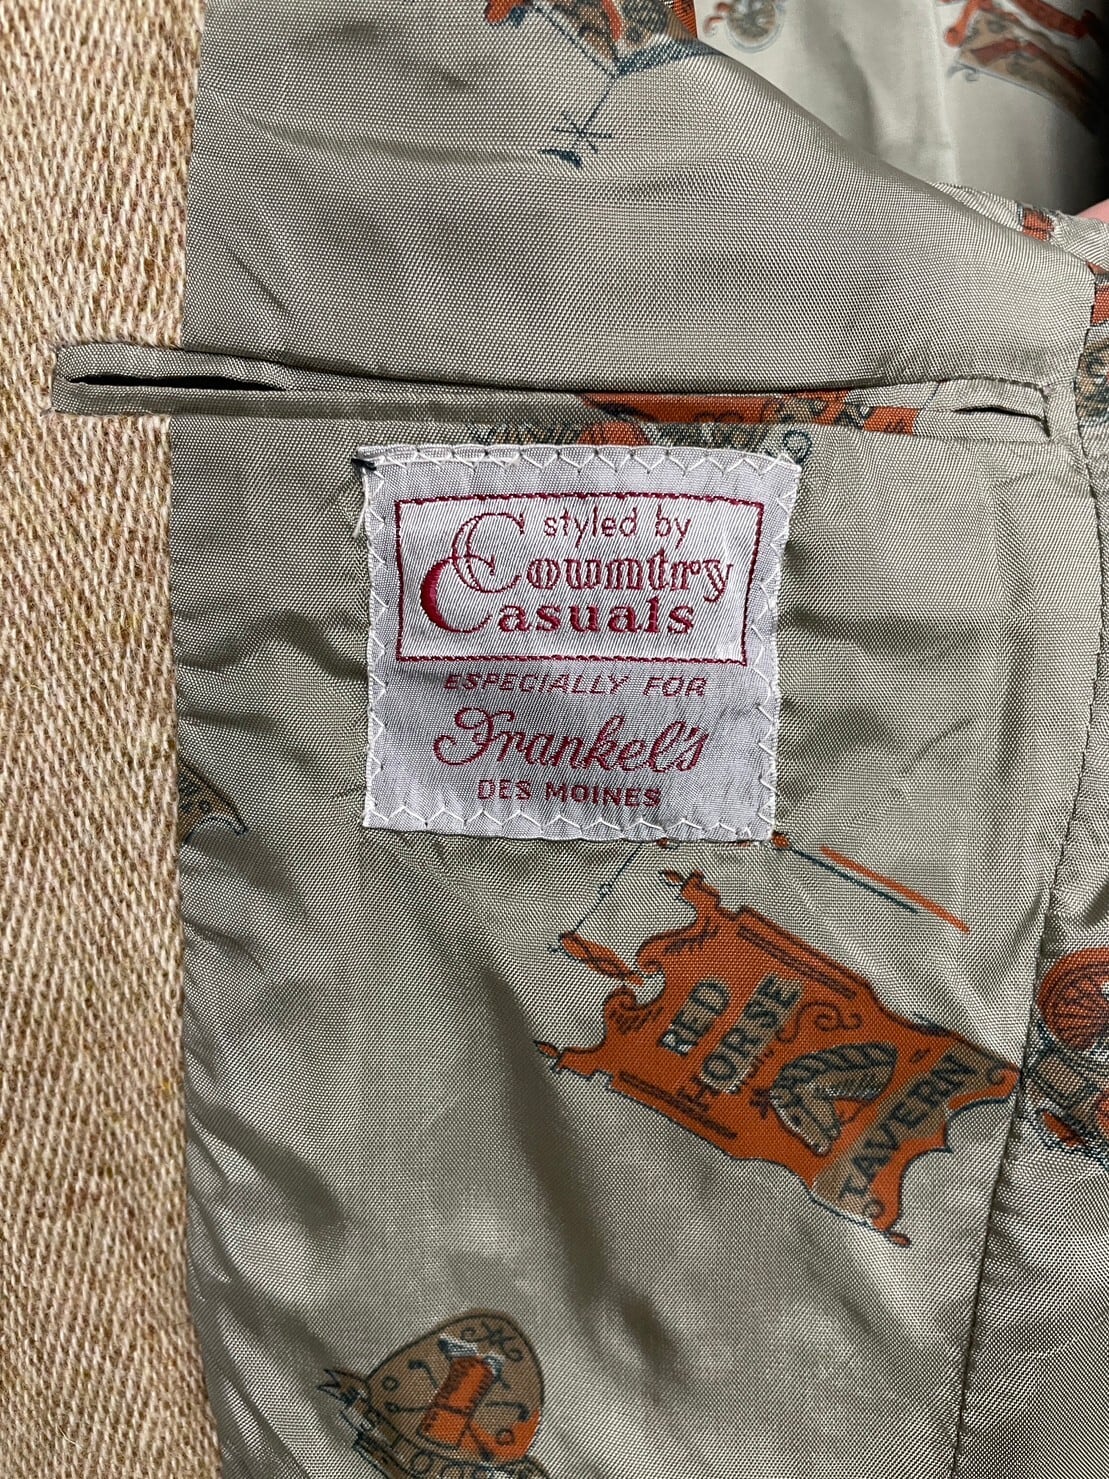 styled by
Country
Casuals
ESPECIALLY FOR
Frankel's
DES MOINES
RED
HORSE
TAVERN